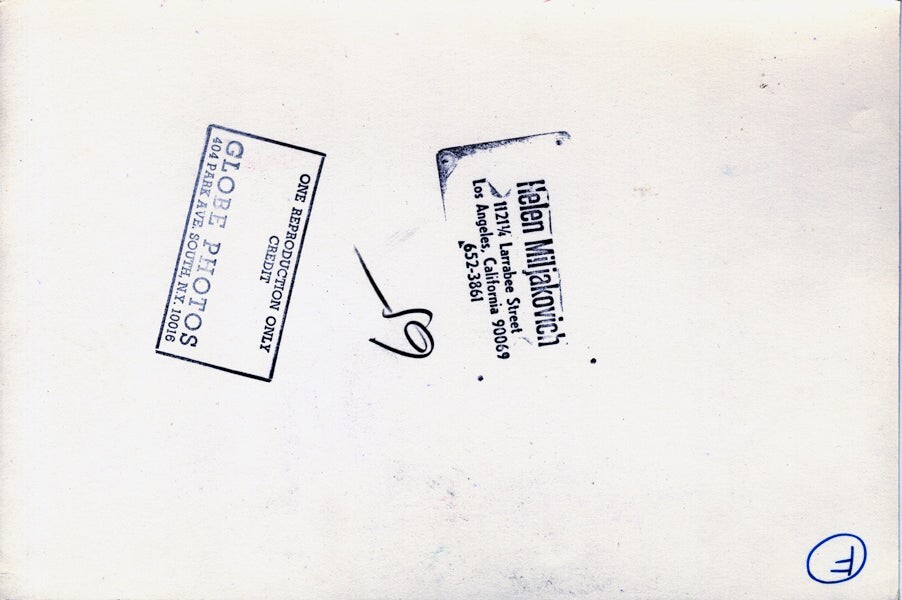 Helen Miljakovich
1121¼ Larrabee Street
Los Angeles, California 90069
652-3861
ONE REPRODUCTION ONLY
CREDIT
GLOBE PHOTOS
404 PARK AVE. SOUTH, N.Y. 10016